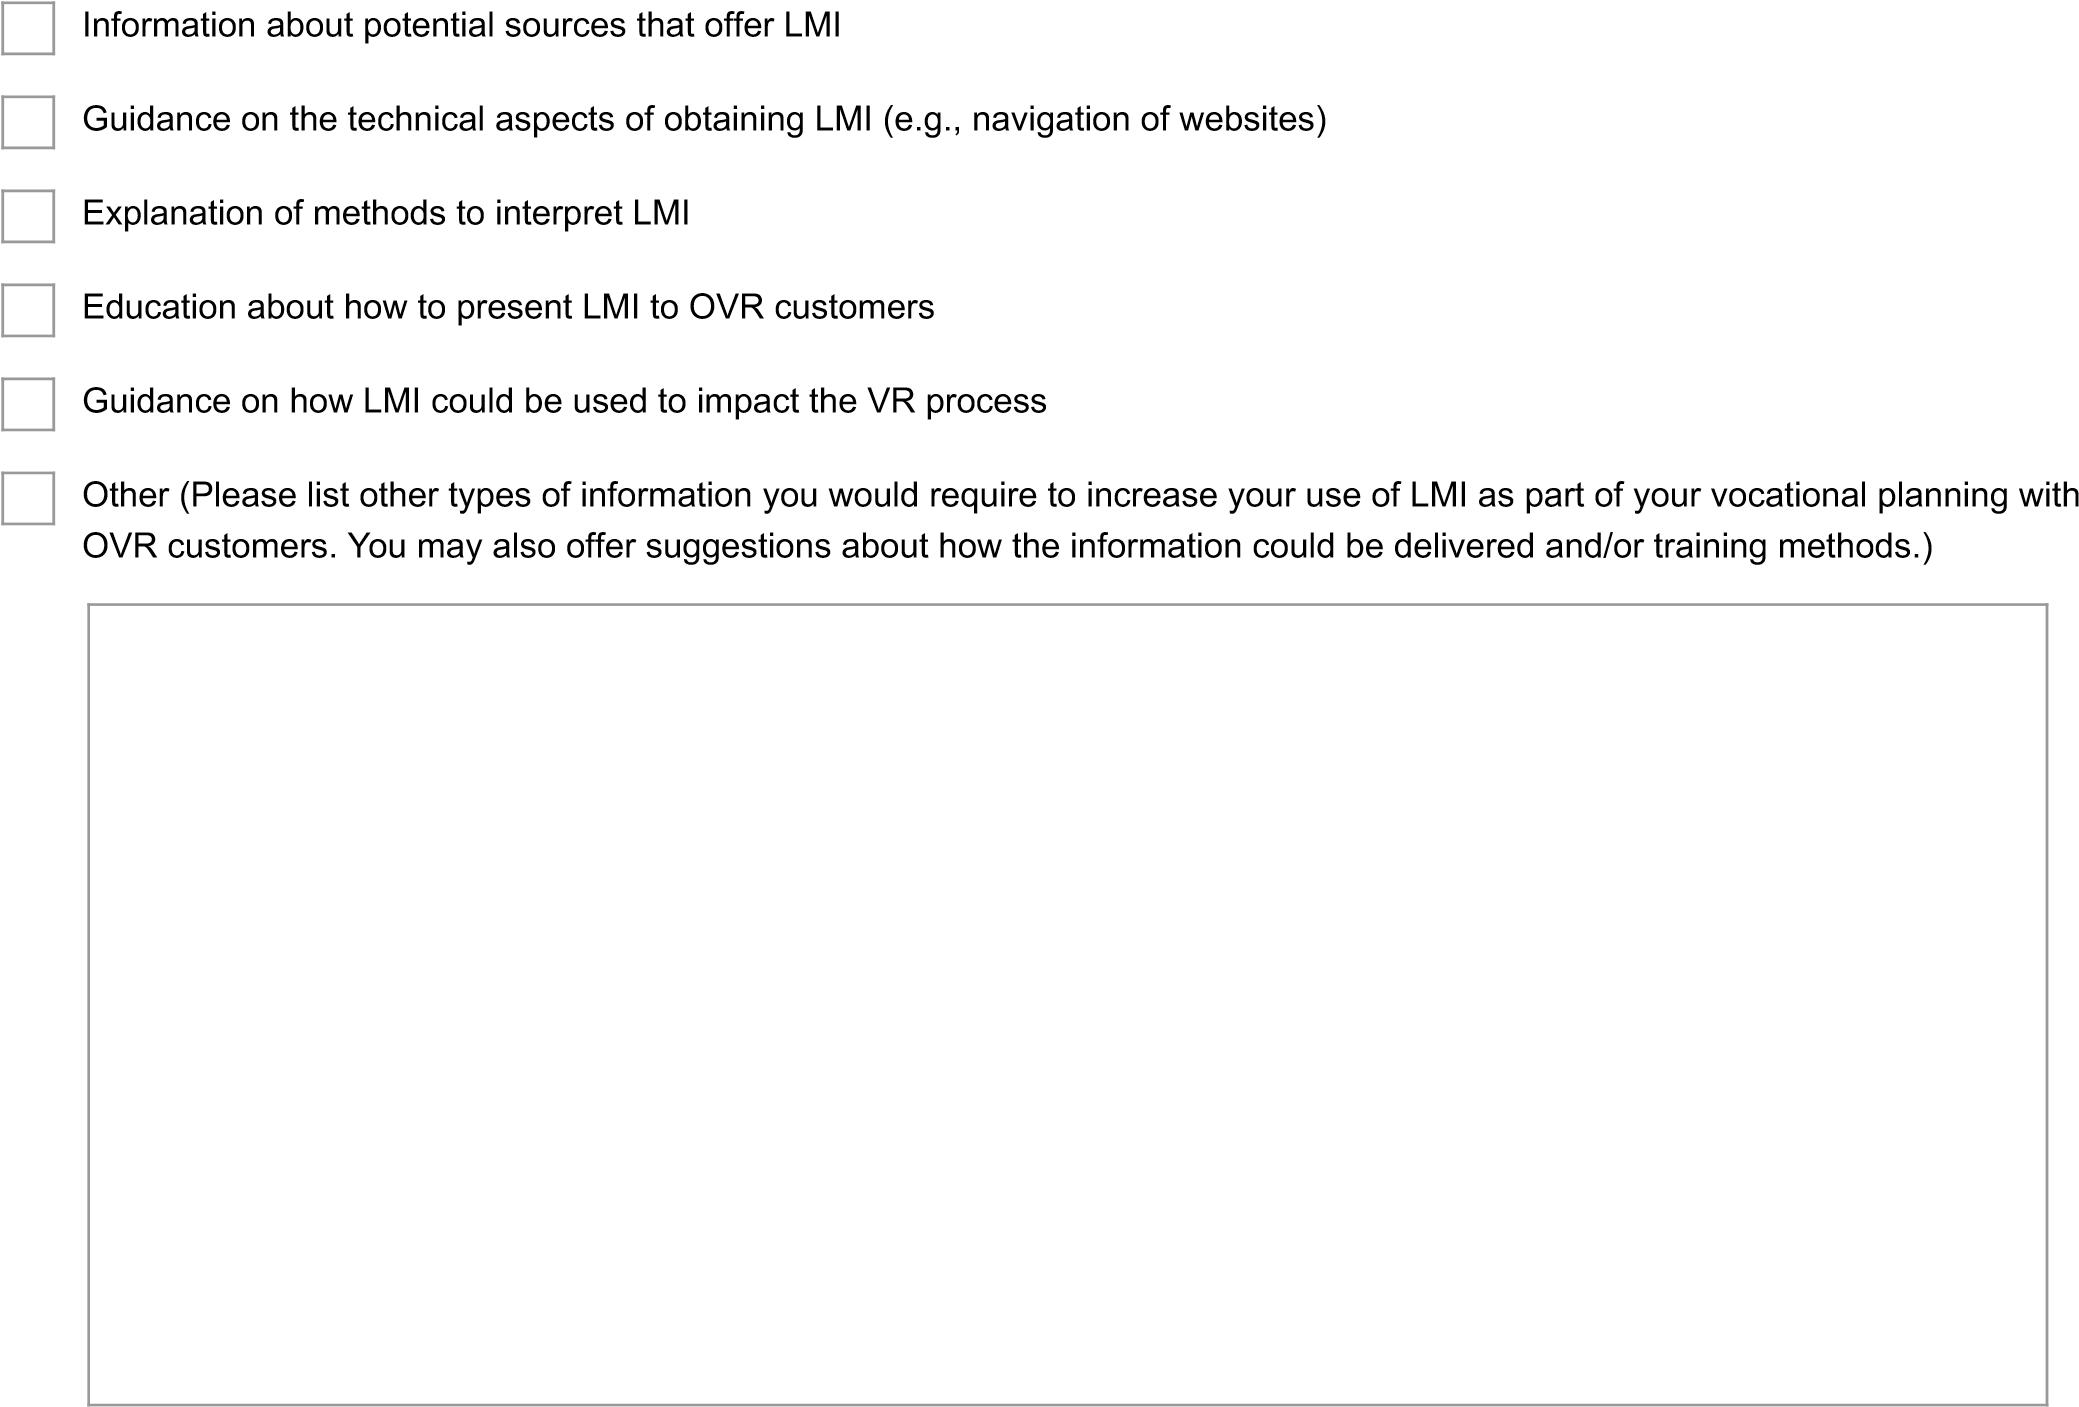 Information about potential sources that offer LMI
Guidance on the technical aspects of obtaining LMI (e.g., navigation of websites)
Explanation of methods to interpret LMI
Education about how to present LMI to OVR customers
Guidance on how LMI could be used to impact the VR process
Other (Please list other types of information you would require to increase your use of LMI as part of your vocational planning with
OVR customers. You may also offer suggestions about how the information could be delivered and/or training methods.)